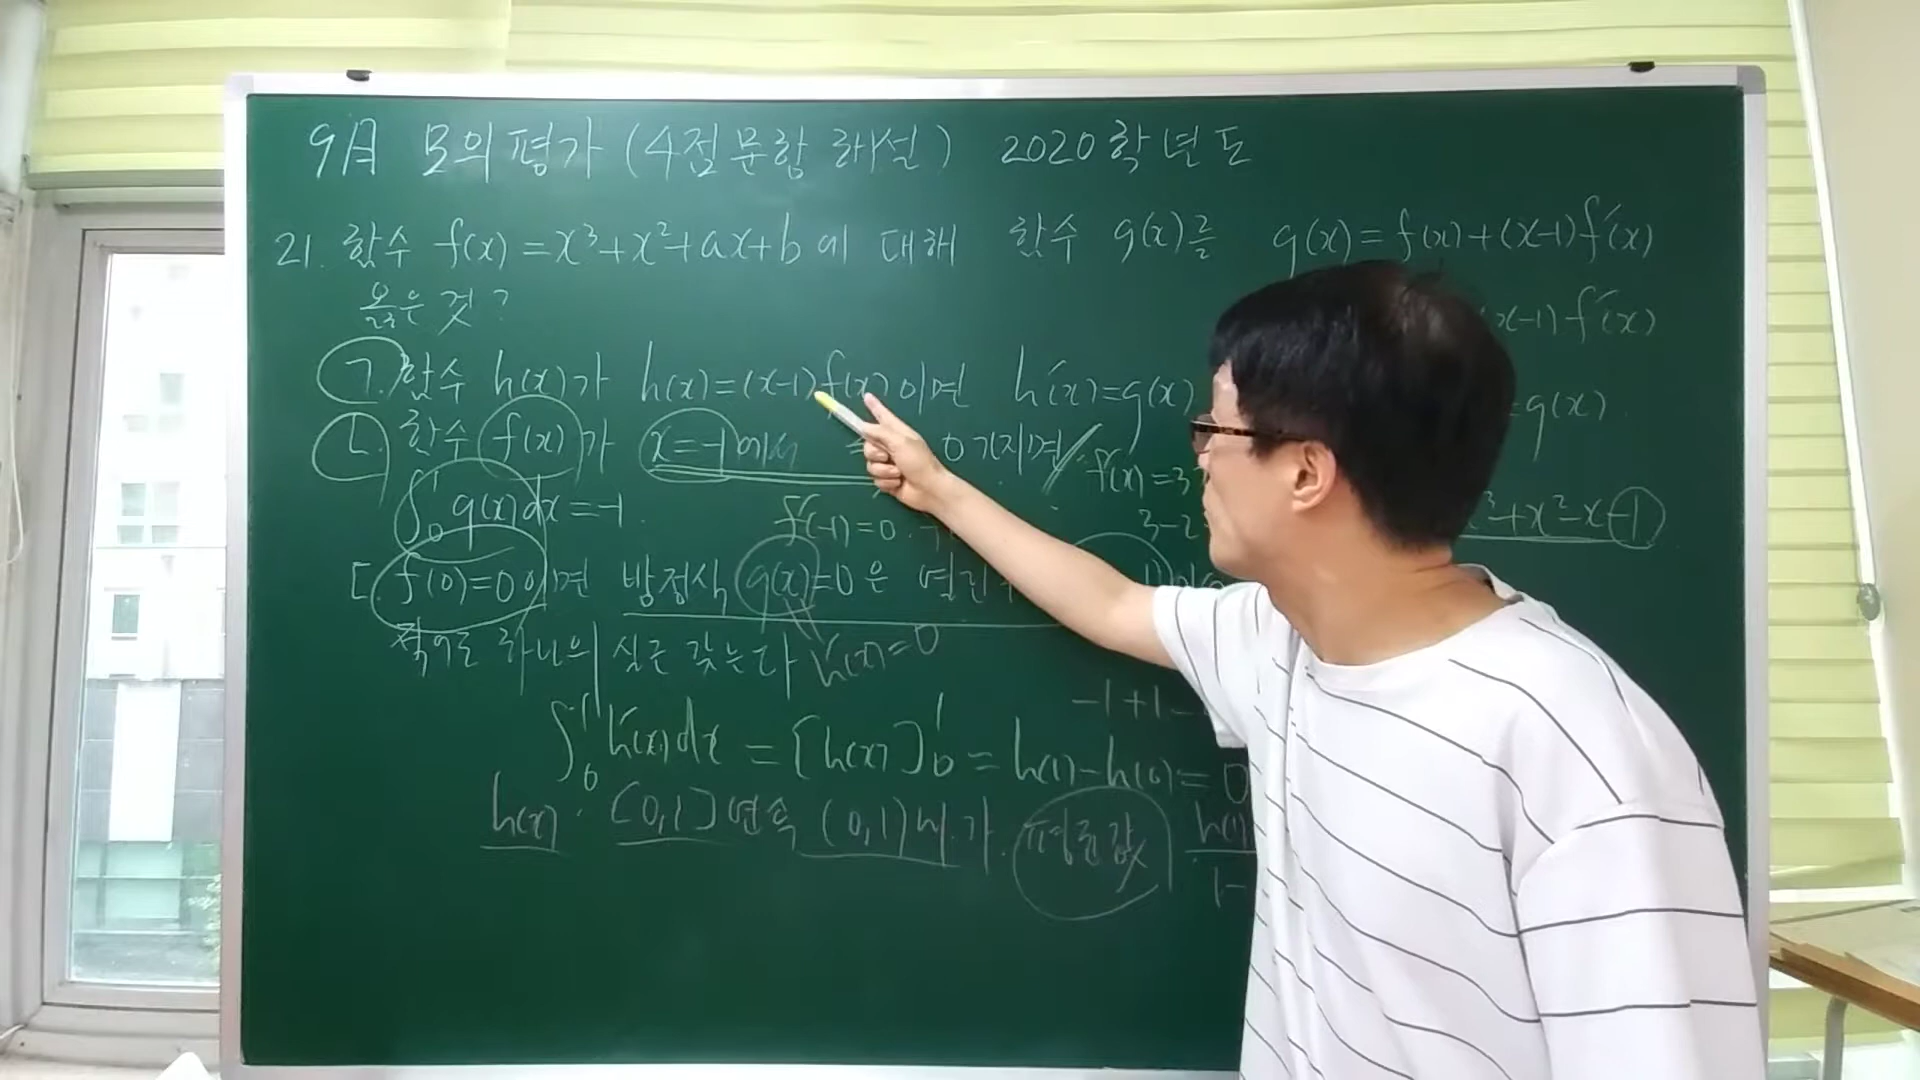 9月 모의평가 (4점문항 해설) 2020학년도
21. 함수 f(x)=x³+x²+ax+b에 대해 함수 g(x)를 g(x)=f(x)+(x-1)f'(x)
옳은 것?
(x-1)f'(x)
ㄱ. 함수 h(x)가 h(x)=(x-1)f(x)이면 h'(x)=g(x)
=g(x).
ㄴ. 함수 f(x)가 x=-1에서 0 가지면
f'(x)=3
∫₀¹ g(x)dx=-1.
f'(-1)=0.
3-2
x³+x²-x-1
ㄷ. f(0)=0이면 방정식 g(x)=0은 열린
적어도 하나의 실근 갖는다 h'(x)=0
-1+1-
∫₀¹ h'(x)dx = [h(x)]₀¹ = h(1)-h(0)=0
h(x). [0,1]연속 (0,1)미.가. 평균값 h(1)
1-